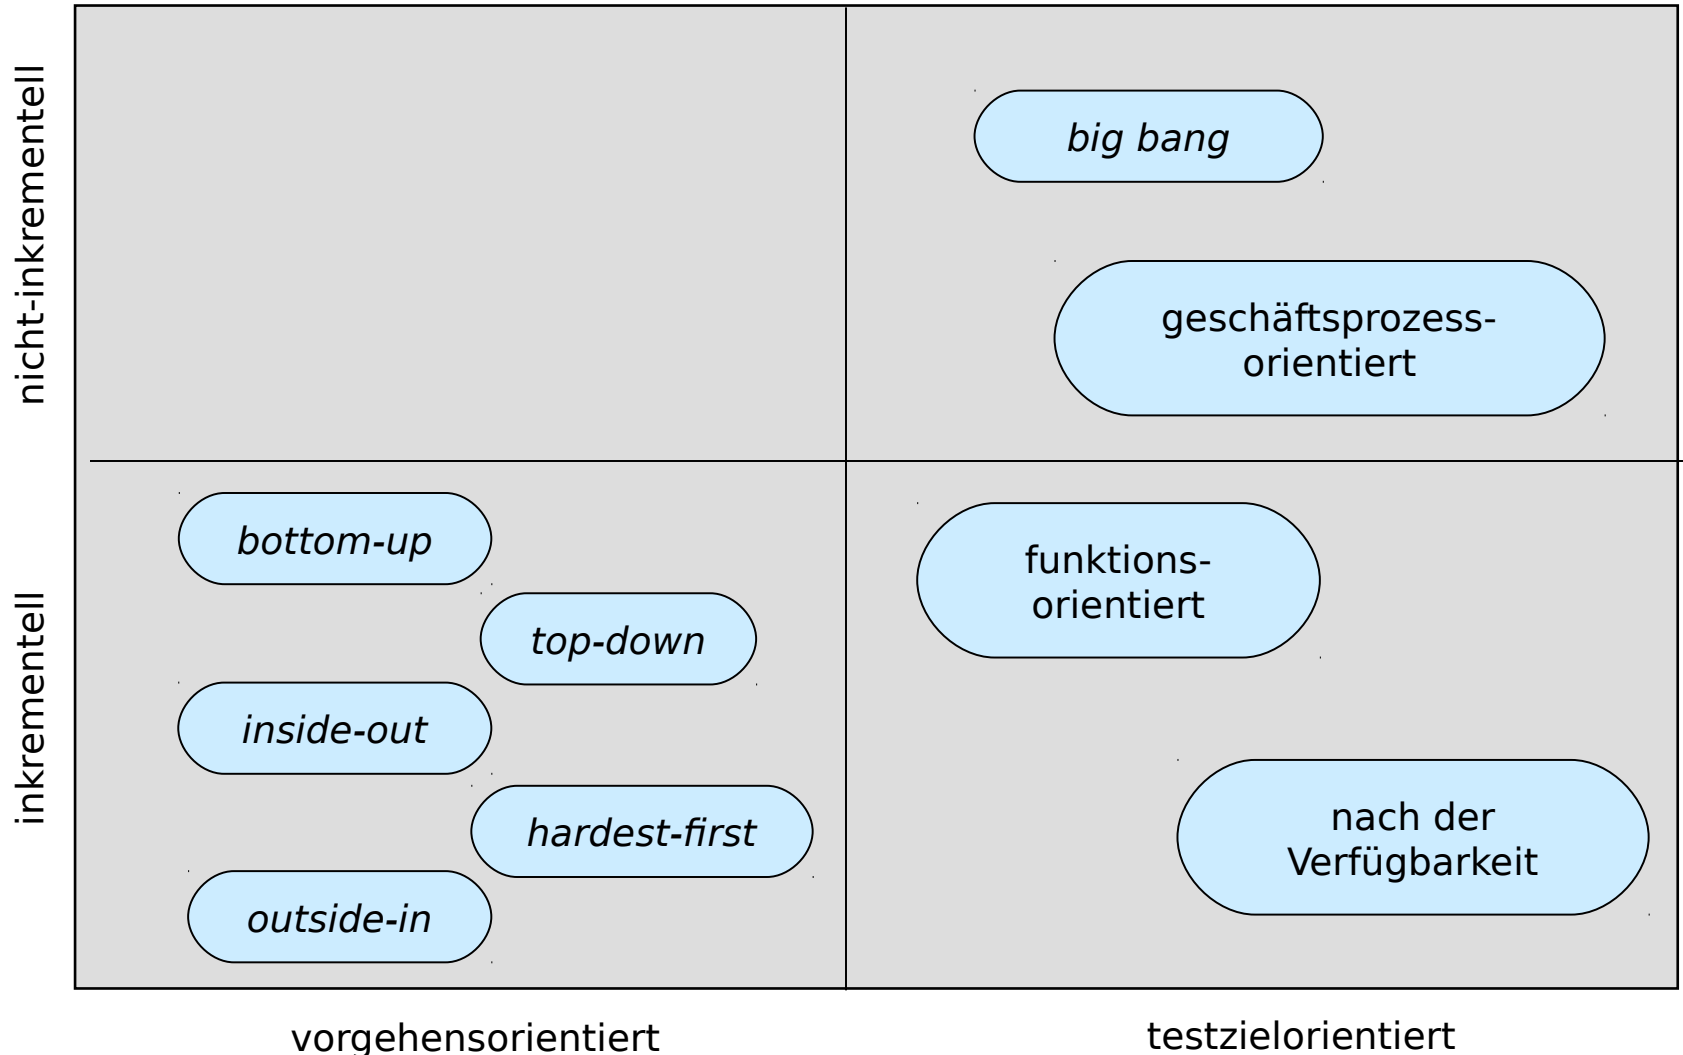 nicht-inkrementell
big bang
geschäftsprozess-
orientiert
inkrementell
bottom-up
top-down
inside-out
hardest-first
outside-in
funktions-
orientiert
nach der
Verfügbarkeit
vorgehensorientiert
testzielorientiert